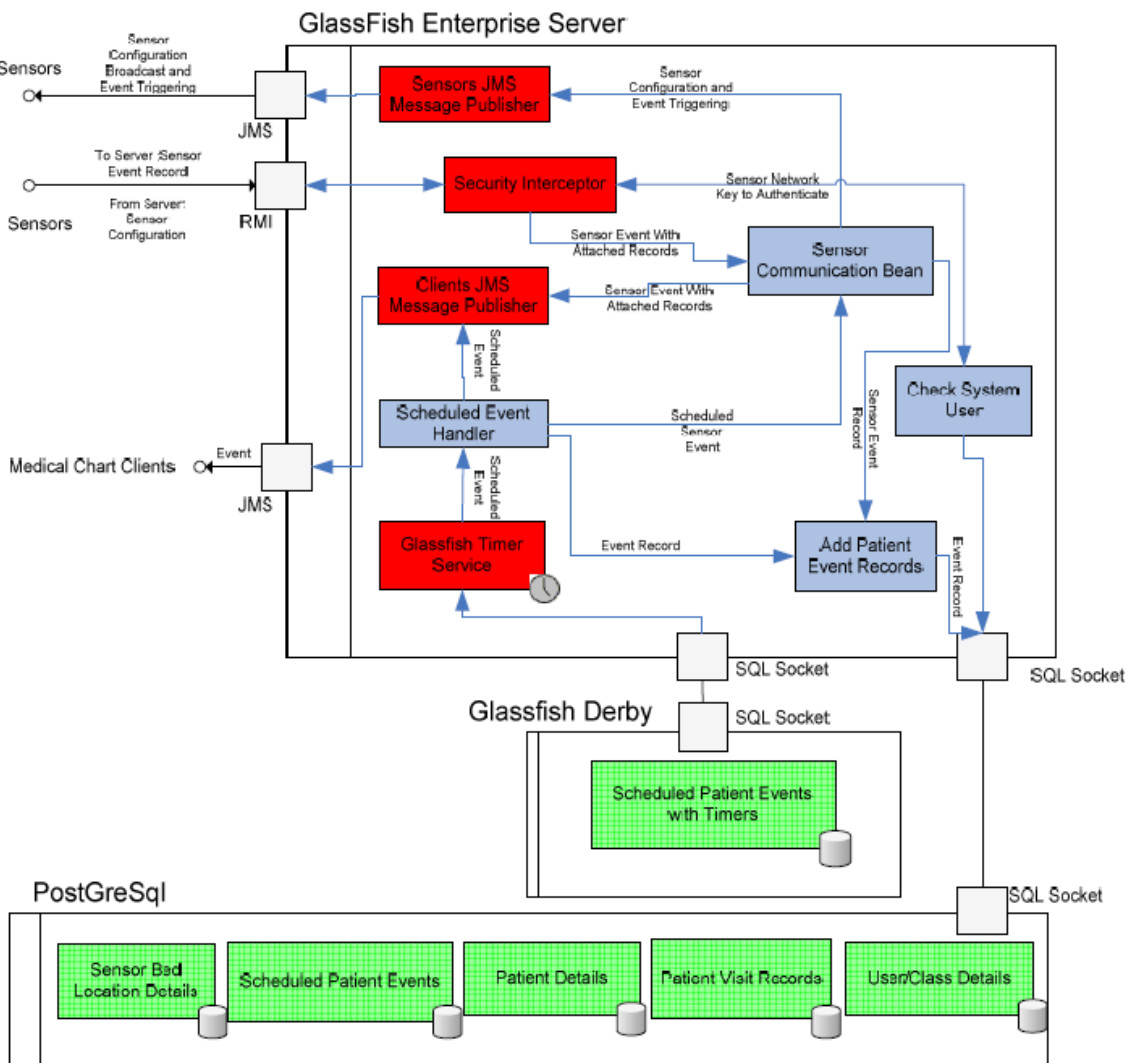 GlassFish Enterprise Server
Sensor
Configuration
Broadcast and
Event Triggering
Sensors
JMS
Sensors JMS
Message Publisher
Sensor
Configuration and
Event Triggering
To Server :Sensor
Event Record
From Server:
Sensor
Configuration
Sensors
RMI
Security Interceptor
Sensor Network
Key to Authenticate
Sensor Event With
Attached Records
Sensor
Communication Bean
Clients JMS
Message Publisher
Sensor Event With
Attached Records
Scheduled
Event
Check System
User
Scheduled Event
Handler
Scheduled
Sensor
Event
Sensor Event
Record
Medical Chart Clients
Event
JMS
Scheduled
Event
Glassfish Timer
Service
Event Record
Add Patient
Event Records
Event Record
SQL Socket
SQL Socket
Glassfish Derby
SQL Socket
Scheduled Patient Events
with Timers
PostGreSql
SQL Socket
Sensor Bed
Location Details
Scheduled Patient Events
Patient Details
Patient Visit Records
User/Class Details